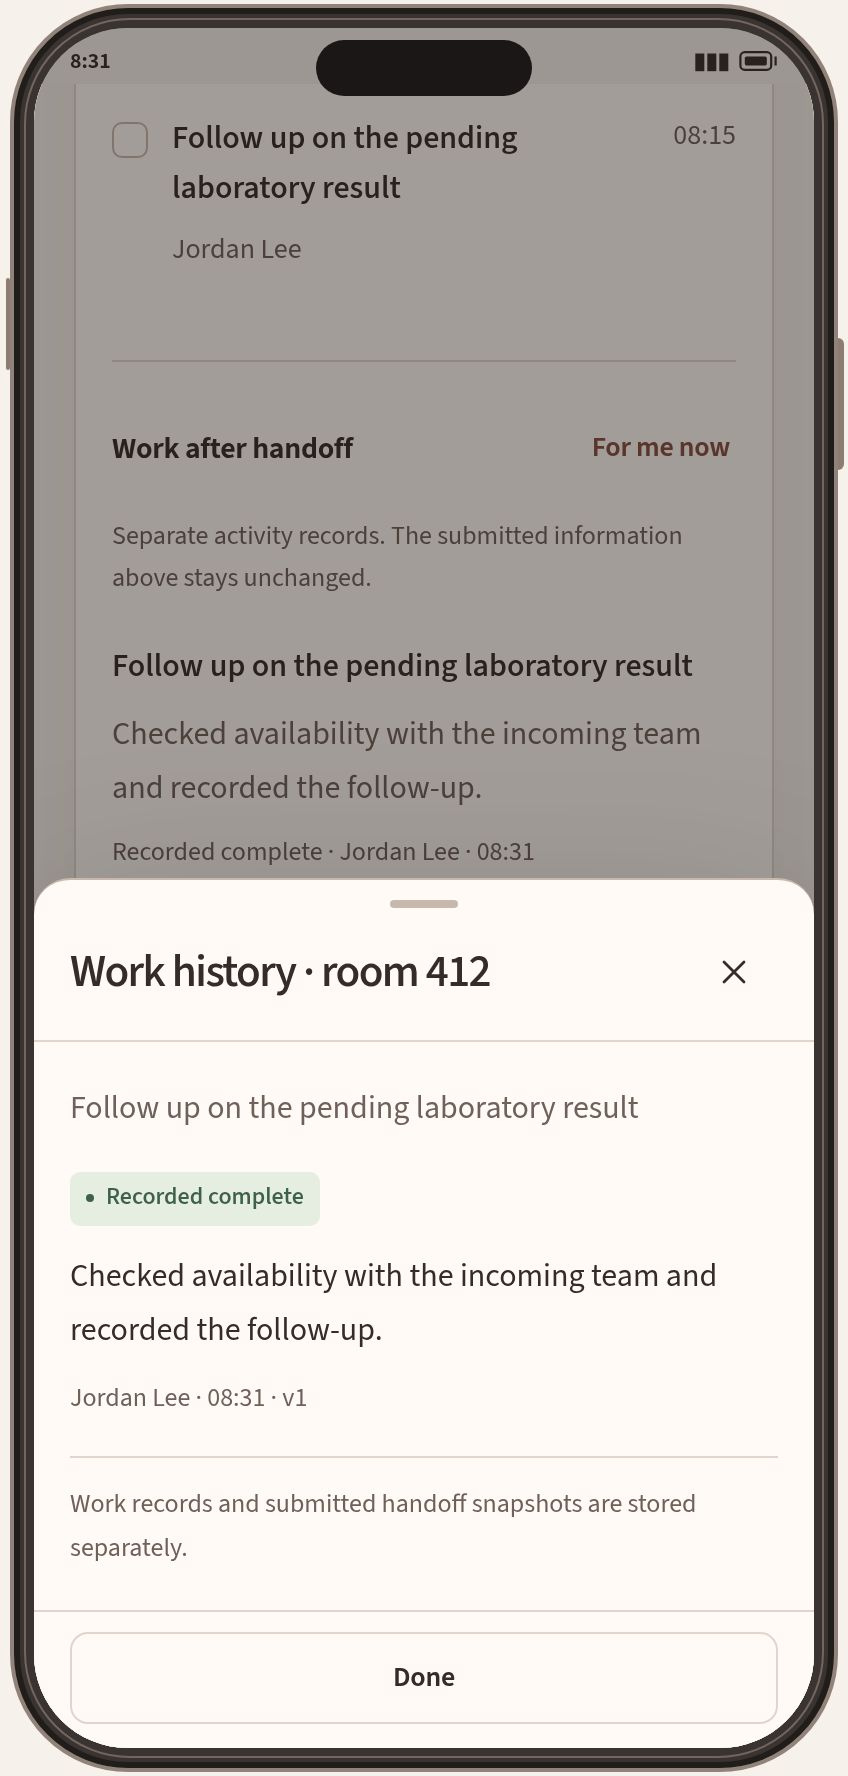 8:31
Follow up on the pending
laboratory result
08:15
Jordan Lee
Work after handoff
For me now
Separate activity records. The submitted information
above stays unchanged.
Follow up on the pending laboratory result
Checked availability with the incoming team
and recorded the follow-up.
Recorded complete · Jordan Lee · 08:31
Work history · room 412
Follow up on the pending laboratory result
Recorded complete
Checked availability with the incoming team and
recorded the follow-up.
Jordan Lee · 08:31 · v1
Work records and submitted handoff snapshots are stored
separately.
Done